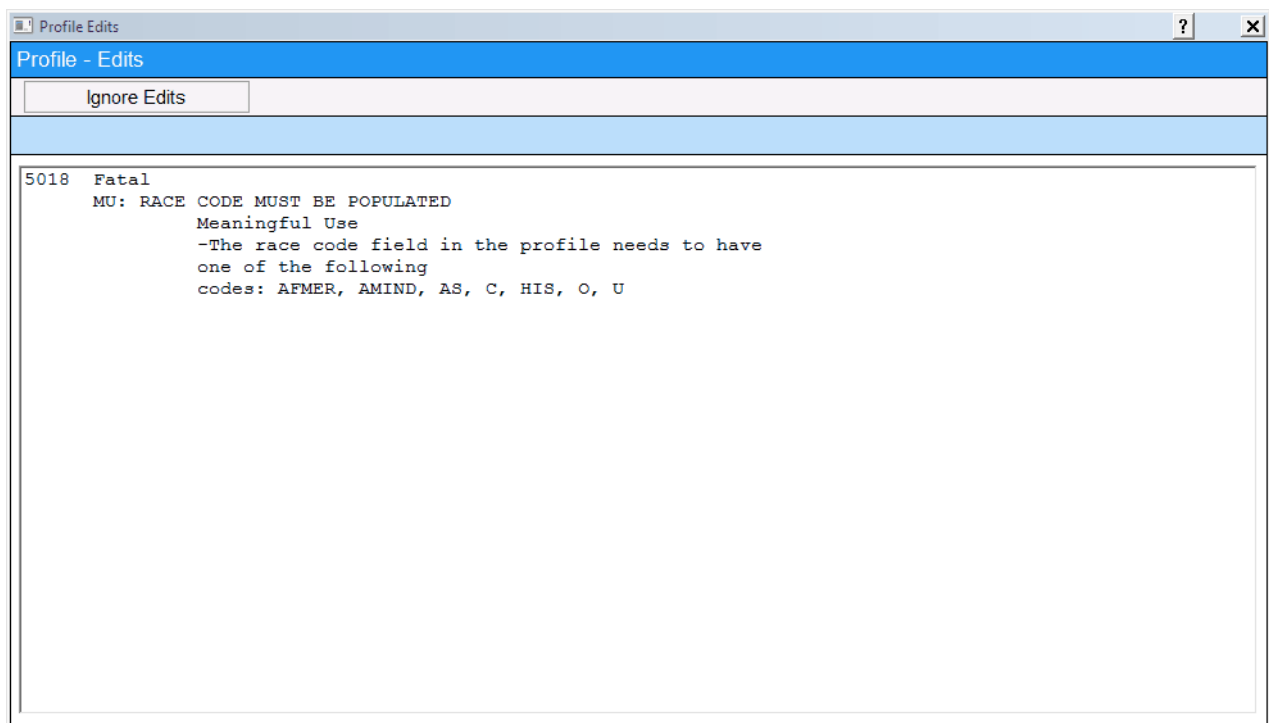 Profile Edits
?
Profile - Edits
Ignore Edits
5018 Fatal
MU: RACE CODE MUST BE POPULATED
Meaningful Use
-The race code field in the profile needs to have
one of the following
codes: AFMER, AMIND, AS, C, HIS, O, U